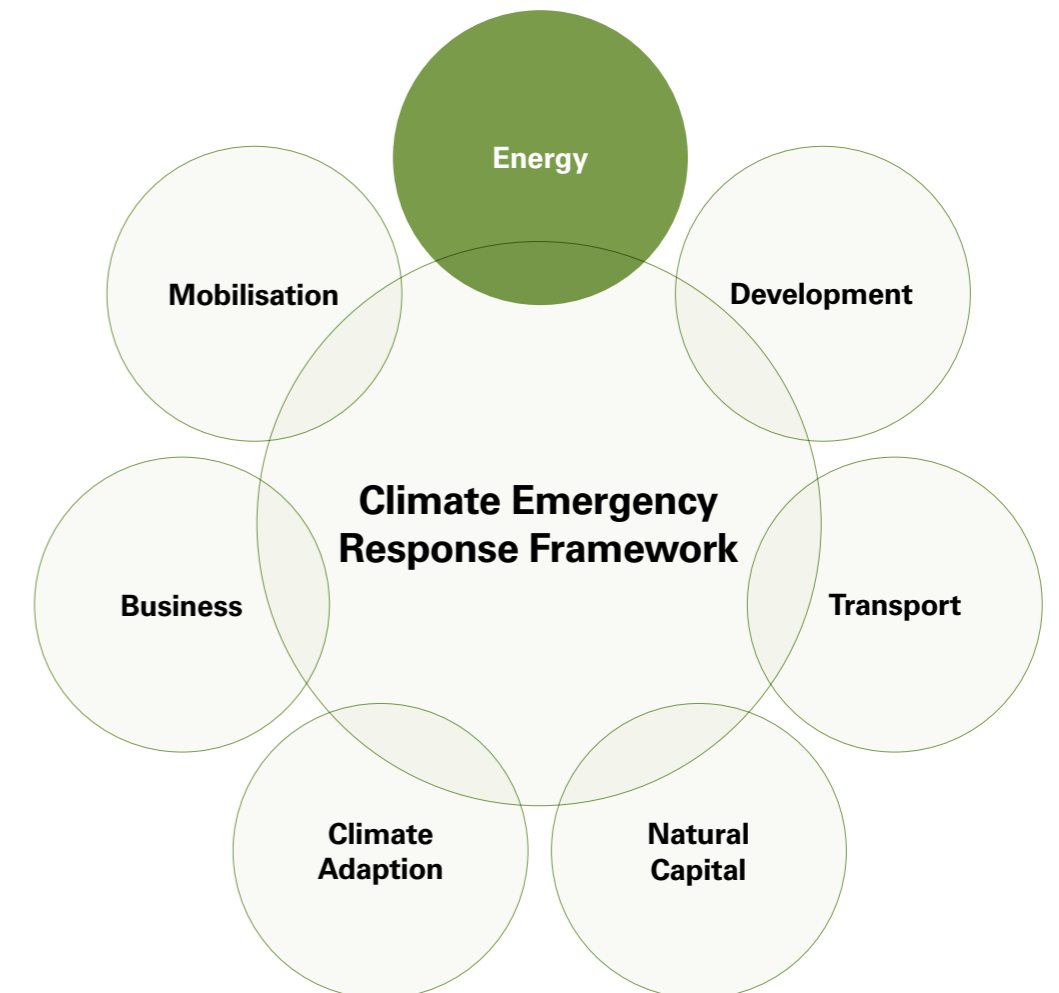 Energy
Mobilisation
Development
Climate Emergency
Response Framework
Business
Transport
Climate
Adaption
Natural
Capital